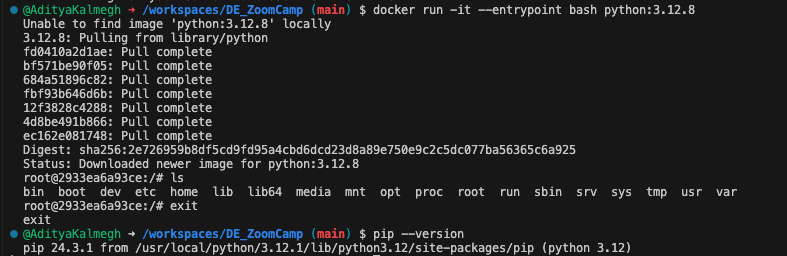 @AdityaKalmegh → /workspaces/DE_ZoomCamp (main) $ docker run -it --entrypoint bash python:3.12.8
Unable to find image 'python:3.12.8' locally
3.12.8: Pulling from library/python
fd0410a2d1ae: Pull complete
bf571be90f05: Pull complete
684a51896c82: Pull complete
fbf93b646d6b: Pull complete
12f3828c4288: Pull complete
4d8be491b866: Pull complete
ec162e081748: Pull complete
Digest: sha256:2e726959b8df5cd9fd95a4cbd6dcd23d8a89e750e9c2c5dc077ba56365c6a925
Status: Downloaded newer image for python:3.12.8
root@2933ea6a93ce:/# ls
bin  boot  dev  etc  home  lib  lib64  media  mnt  opt  proc  root  run  sbin  srv  sys  tmp  usr  var
root@2933ea6a93ce:/# exit
exit
@AdityaKalmegh → /workspaces/DE_ZoomCamp (main) $ pip --version
pip 24.3.1 from /usr/local/python/3.12.1/lib/python3.12/site-packages/pip (python 3.12)